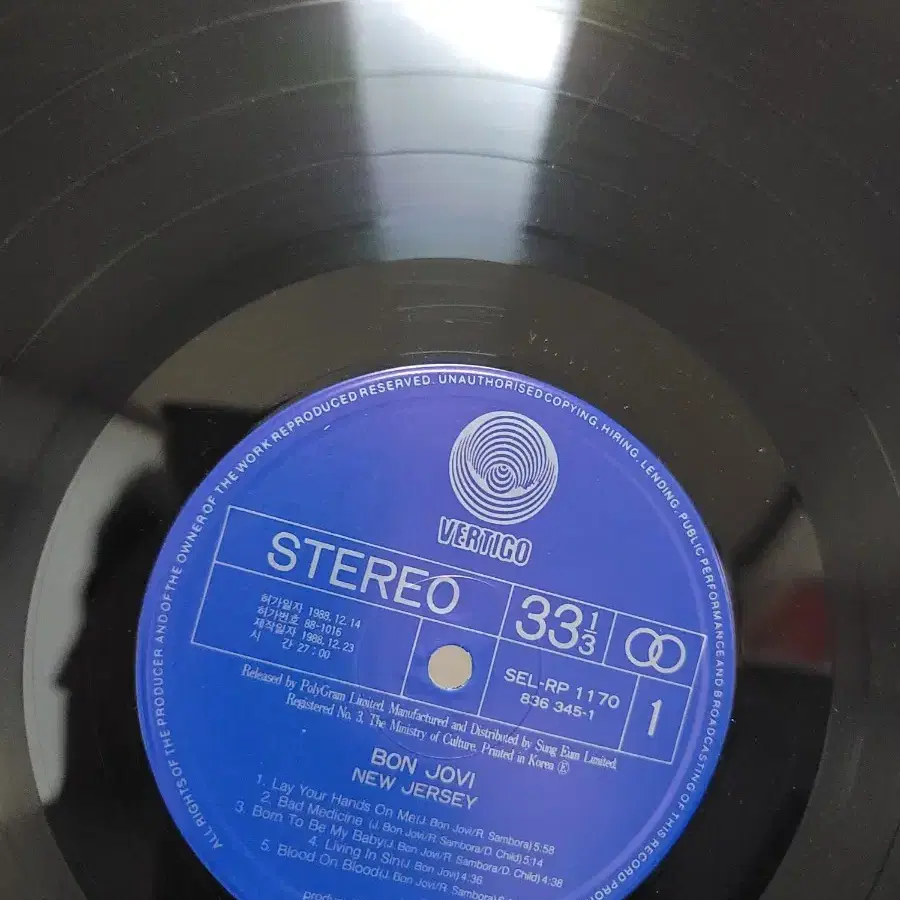 ALL RIGHTS OF THE PRODUCER AND OF THE OWNER OF THE WORK REPRODUCED RESERVED. UNAUTHORISED COPYING, HIRING, LENDING, PUBLIC PERFORMANCE AND BROADCASTING OF THIS RECORD
VERTIGO
STEREO
33 1/3
허가일자 1988.12.14
허가번호 88-1016
제작일자 1988.12.23
시 간 27:00
SEL-RP 1170
836 345-1
1
Released by PolyGram Limited, Manufactured and Distributed by Sung Eum Limited,
Registered No. 3, The Ministry of Culture, Printed in Korea Ⓔ
BON JOVI
NEW JERSEY
1. Lay Your Hands On Me(J. Bon Jovi/R. Sambora)5:58
2. Bad Medicine (J. Bon Jovi/R. Sambora/D. Child)5:14
3. Born To Be My Baby(J. Bon Jovi/R. Sambora/D. Child)4:38
4. Living In Sin(J. Bon Jovi)4:36
5. Blood On Blood(J. Bon Jovi/R. Sambora